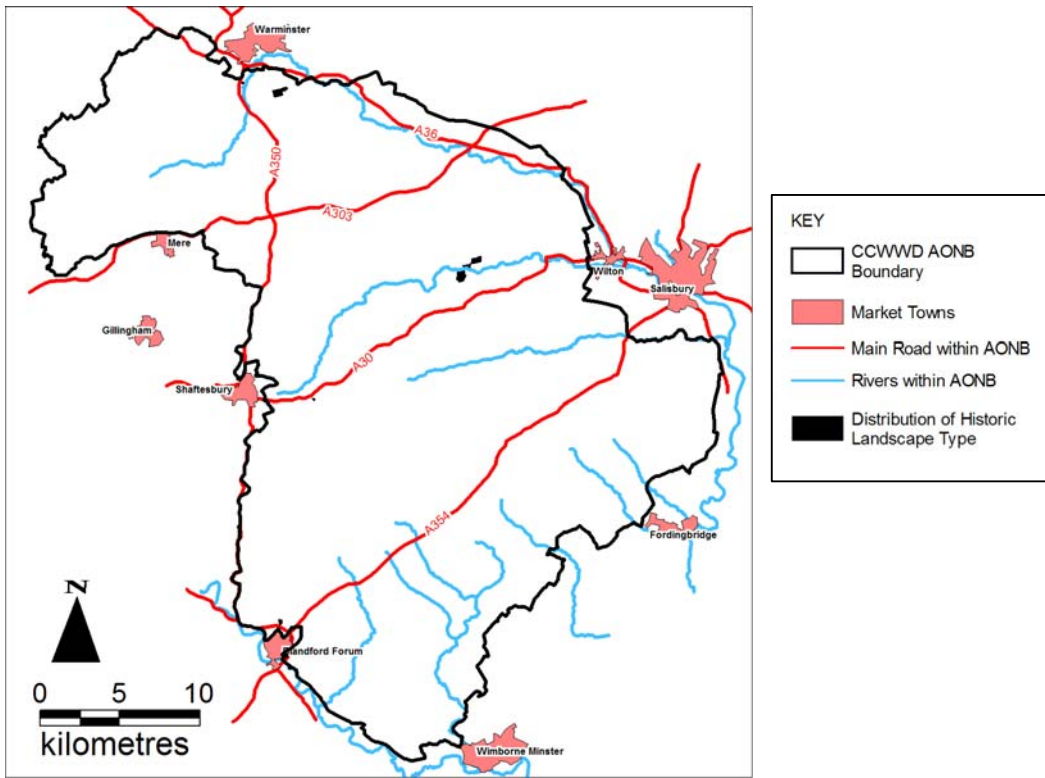 Warminster
A36
A350
A303
Mere
Wilton
Salisbury
Gillingham
A30
Shaftesbury
A354
Fordingbridge
N
Blandford Forum
0 5 10
kilometres
Wimborne Minster
KEY
CCWWD AONB
Boundary
Market Towns
Main Road within AONB
Rivers within AONB
Distribution of Historic
Landscape Type